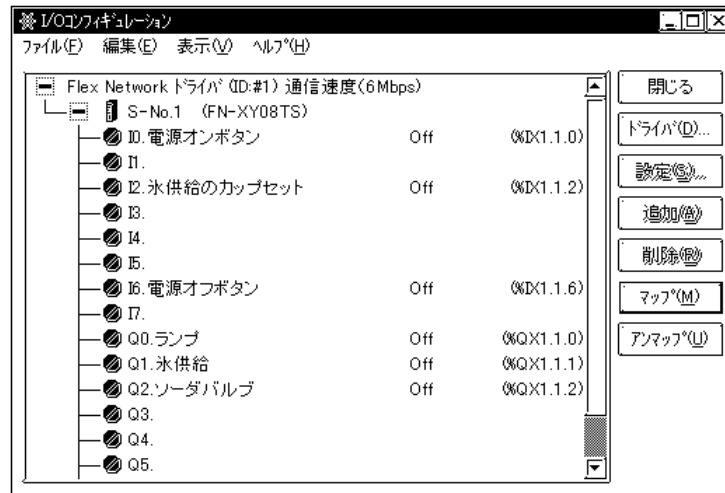 I/Oコンフィギュレーション
ファイル(F) 編集(E) 表示(V) ヘルプ(H)
Flex Network ドライバ (ID:#1) 通信速度(6Mbps)
S-No.1 (FN-XY08TS)
I0.電源オンボタン Off (%IX1.1.0)
I1.
I2.氷供給のカップセット Off (%IX1.1.2)
I3.
I4.
I5.
I6.電源オフボタン Off (%IX1.1.6)
I7.
Q0.ランプ Off (%QX1.1.0)
Q1.氷供給 Off (%QX1.1.1)
Q2.ソーダバルブ Off (%QX1.1.2)
Q3.
Q4.
Q5.
閉じる
ドライバ(D)...
設定(S)...
追加(A)
削除(R)
マップ(M)
アンマップ(U)